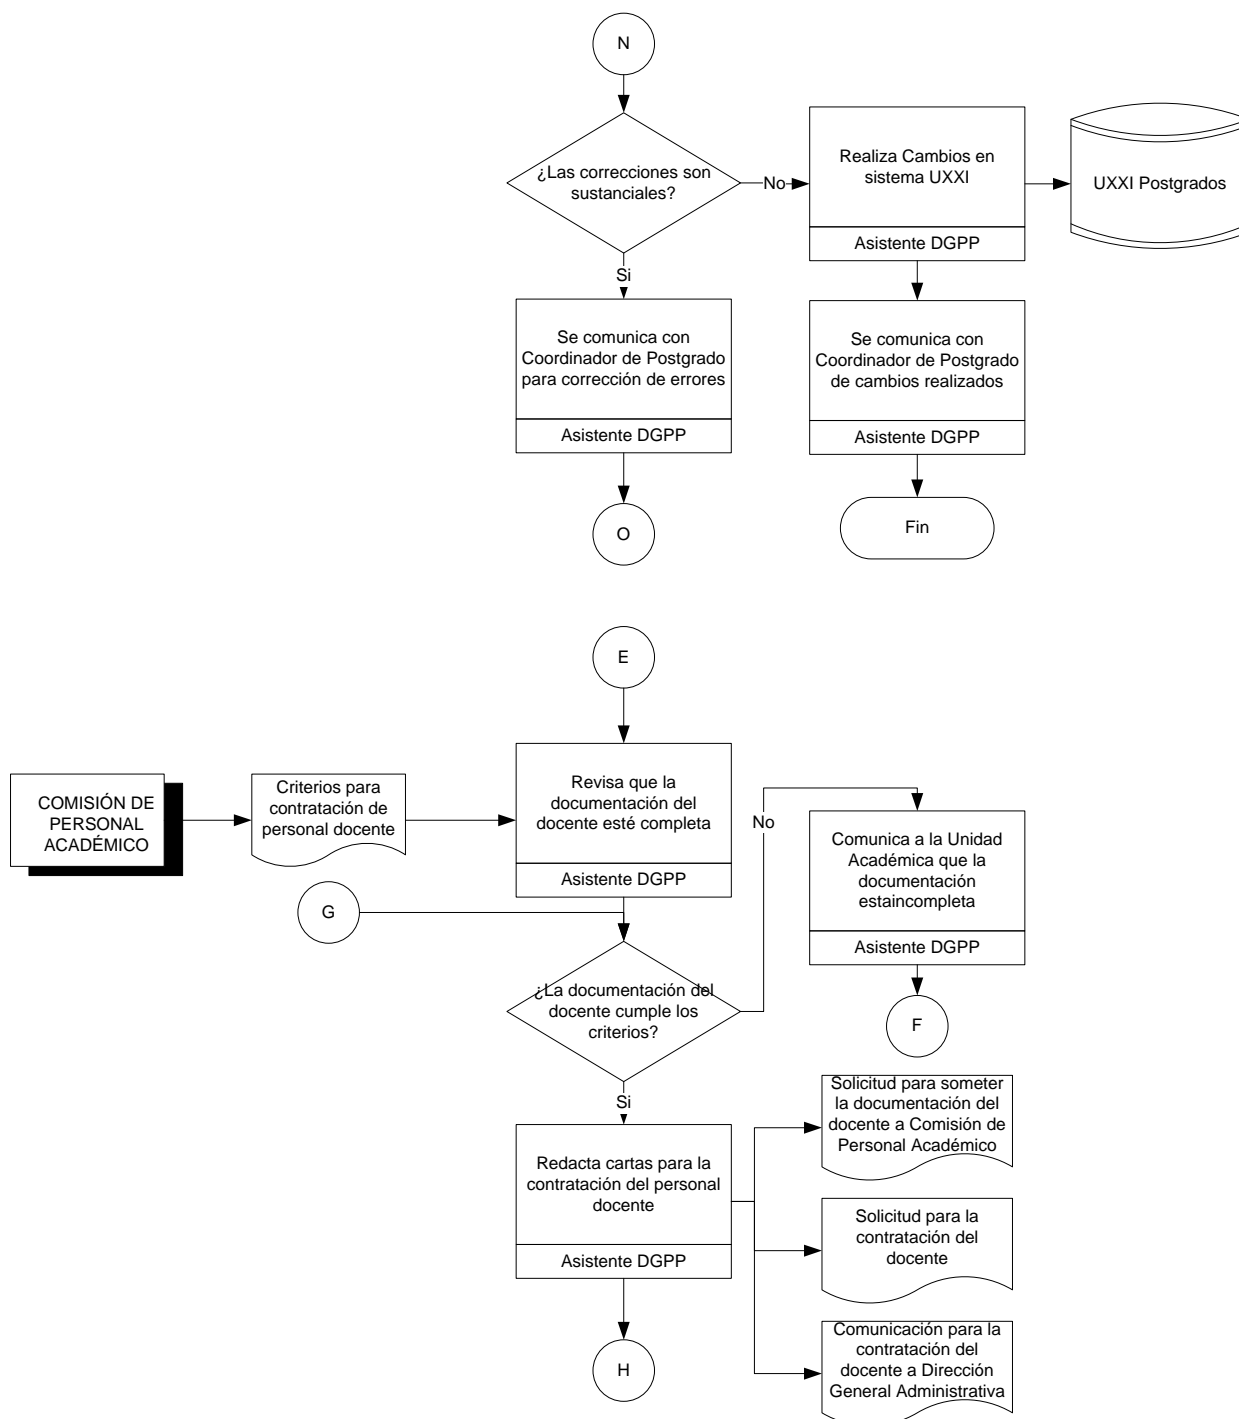 N
¿Las correcciones son
sustanciales?
No
Realiza Cambios en
sistema UXXI
Asistente DGPP
UXXI Postgrados
Si
Se comunica con
Coordinador de Postgrado
para corrección de errores
Asistente DGPP
Se comunica con
Coordinador de Postgrado
de cambios realizados
Asistente DGPP
O
Fin
E
COMISIÓN DE
PERSONAL
ACADÉMICO
Criterios para
contratación de
personal docente
Revisa que la
documentación del
docente esté completa
Asistente DGPP
No
Comunica a la Unidad
Académica que la
documentación
estaincompleta
Asistente DGPP
G
¿La documentación del
docente cumple los
criterios?
F
Si
Redacta cartas para la
contratación del personal
docente
Asistente DGPP
Solicitud para someter
la documentación del
docente a Comisión de
Personal Académico
Solicitud para la
contratación del
docente
H
Comunicación para la
contratación del
docente a Dirección
General Administrativa